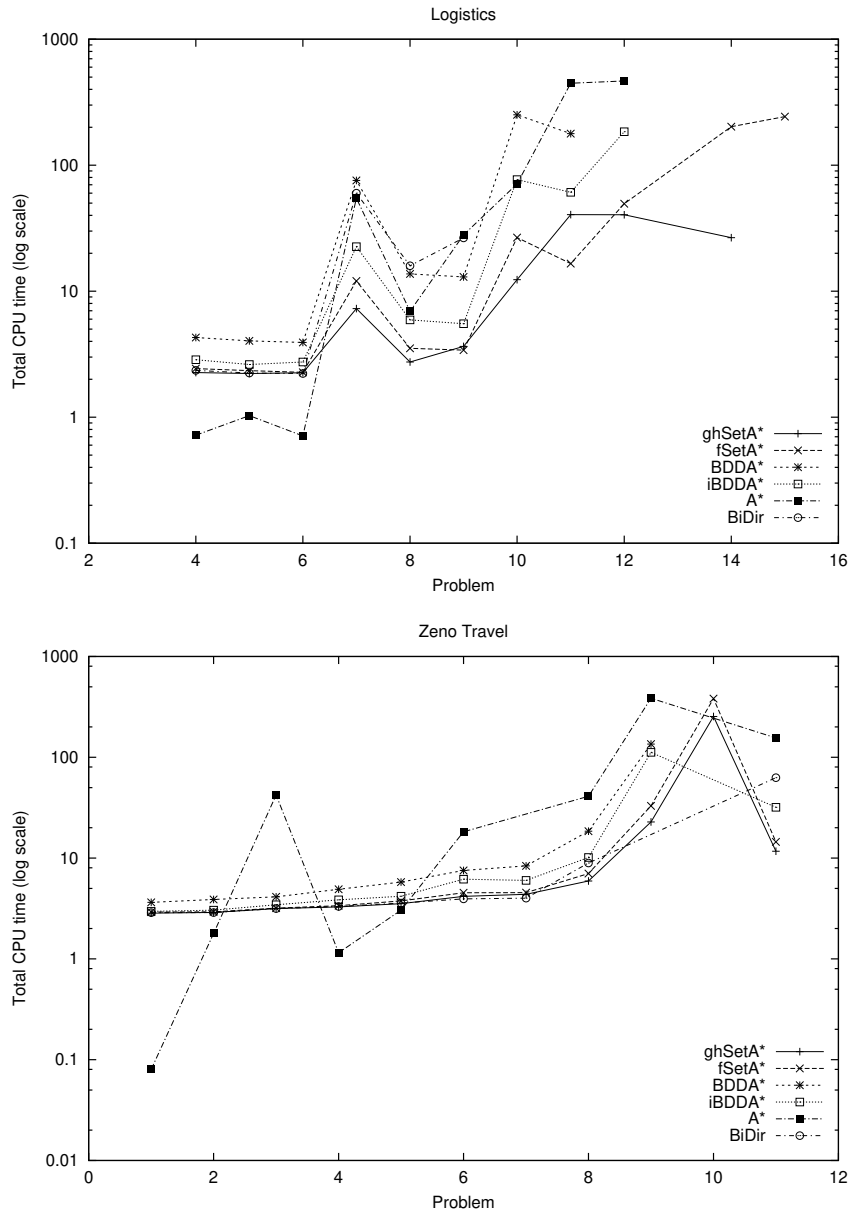 Logistics
1000
100
10
1
0.1
Total CPU time (log scale)
ghSetA*
fSetA*
BDDA*
iBDDA*
A*
BiDir
2 4 6 8 10 12 14 16
Problem
Zeno Travel
1000
100
10
1
0.1
0.01
Total CPU time (log scale)
ghSetA*
fSetA*
BDDA*
iBDDA*
A*
BiDir
0 2 4 6 8 10 12
Problem